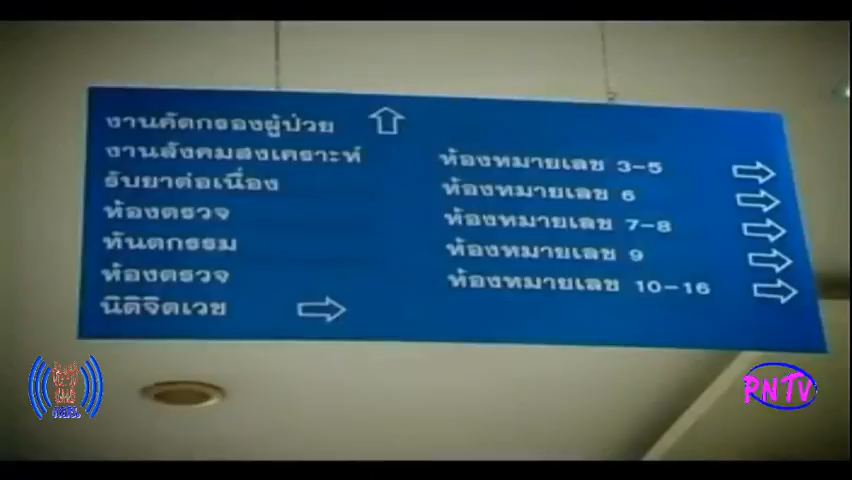 งานคัดกรองผู้ป่วย
งานสังคมสงเคราะห์ ห้องหมายเลข 3-5
รับยาต่อเนื่อง ห้องหมายเลข 6
ห้องตรวจ ห้องหมายเลข 7-8
ทันตกรรม ห้องหมายเลข 9
ห้องตรวจ ห้องหมายเลข 10-16
นิติจิตเวช
PNTV